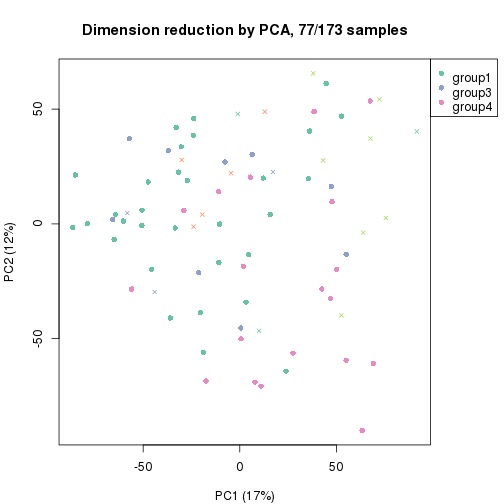 Dimension reduction by PCA, 77/173 samples
group1
group3
group4
50
0
-50
PC2 (12%)
-50
0
50
PC1 (17%)